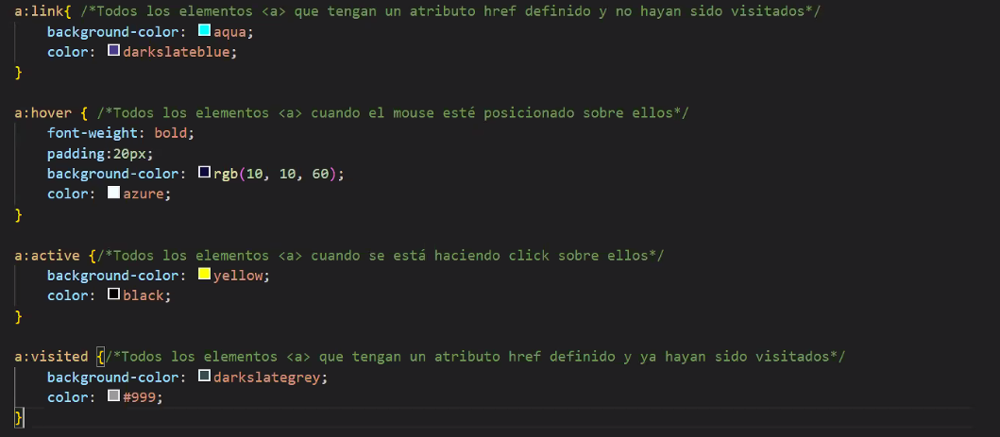 a:link{ /*Todos los elementos <a> que tengan un atributo href definido y no hayan sido visitados*/
    background-color: aqua;
    color: darkslateblue;
}
a:hover { /*Todos los elementos <a> cuando el mouse esté posicionado sobre ellos*/
    font-weight: bold;
    padding:20px;
    background-color: rgb(10, 10, 60);
    color: azure;
}
a:active {/*Todos los elementos <a> cuando se está haciendo click sobre ellos*/
    background-color: yellow;
    color: black;
}
a:visited {/*Todos los elementos <a> que tengan un atributo href definido y ya hayan sido visitados*/
    background-color: darkslategrey;
    color: #999;
}